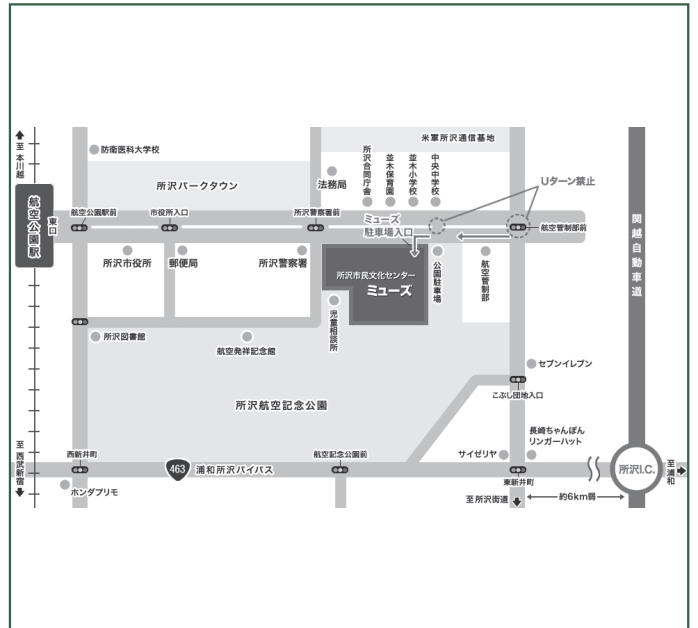 米軍所沢通信基地
至 本川越
防衛医科大学校
所沢合同庁舎
並木保育園
並木小学校
中央中学校
所沢パークタウン
法務局
Uターン禁止
航空公園駅
東口
航空公園駅前
市役所入口
所沢警察署前
ミューズ
駐車場入口
航空管制部前
関越自動車道
所沢市役所
郵便局
所沢警察署
所沢市民文化センター
ミューズ
公園駐車場
航空管制部
児童相談所
所沢図書館
航空発祥記念館
セブンイレブン
こぶし団地入口
所沢航空記念公園
長崎ちゃんぽん
リンガーハット
サイゼリヤ
至 西武新宿
西新井町
463
浦和所沢バイパス
航空記念公園前
東新井町
所沢I.C.
至 浦和
ホンダプリモ
至所沢街道
約6km弱